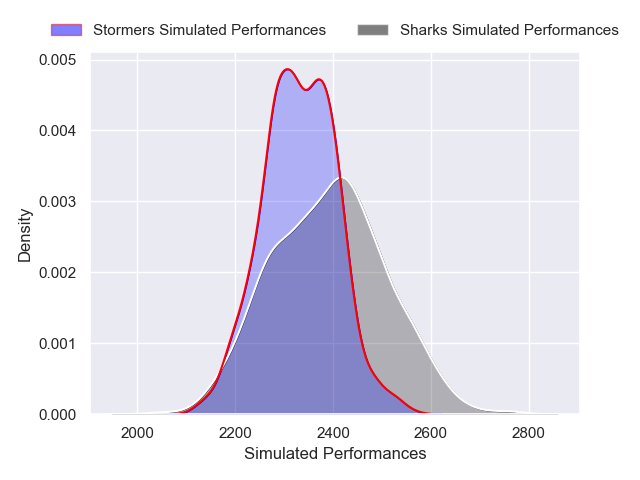 Stormers Simulated Performances Sharks Simulated Performances
0.005
0.004
0.003
0.002
0.001
0.000
Density
2000 2200 2400 2600 2800
Simulated Performances